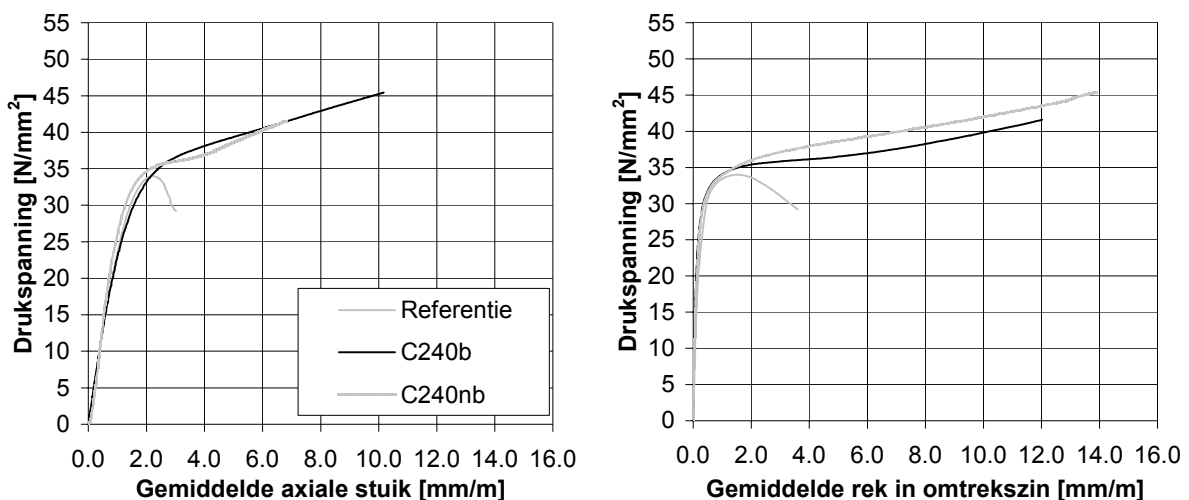 55
50
45
40
35
30
25
20
15
10
5
0
Drukspanning [N/mm²]
0.0 2.0 4.0 6.0 8.0 10.0 12.0 14.0 16.0
Gemiddelde axiale stuik [mm/m]
Referentie
C240b
C240nb
55
50
45
40
35
30
25
20
15
10
5
0
Drukspanning [N/mm²]
0.0 2.0 4.0 6.0 8.0 10.0 12.0 14.0 16.0
Gemiddelde rek in omtrekszin [mm/m]